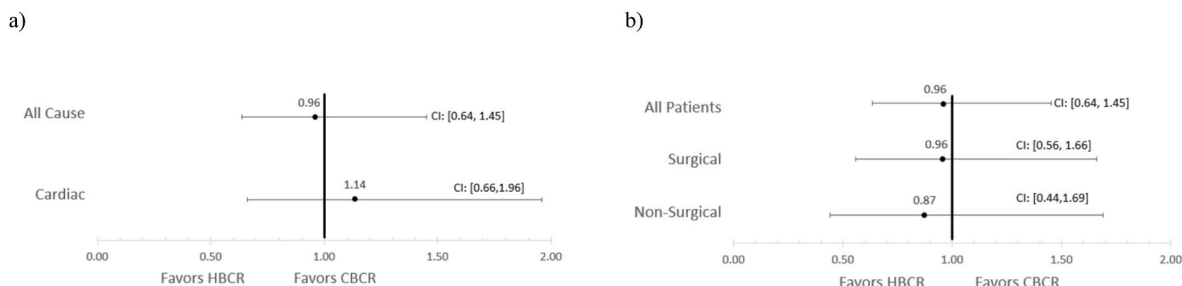 a)
0.96
All Cause
CI: [0.64, 1.45]
1.14
Cardiac
CI: [0.66,1.96]
0.00 0.50 1.00 1.50 2.00
Favors HBCR Favors CBCR
b)
0.96
All Patients
CI: [0.64, 1.45]
0.96
Surgical
CI: [0.56, 1.66]
0.87
Non-Surgical
CI: [0.44,1.69]
0.00 0.50 1.00 1.50 2.00
Favors HBCR Favors CBCR